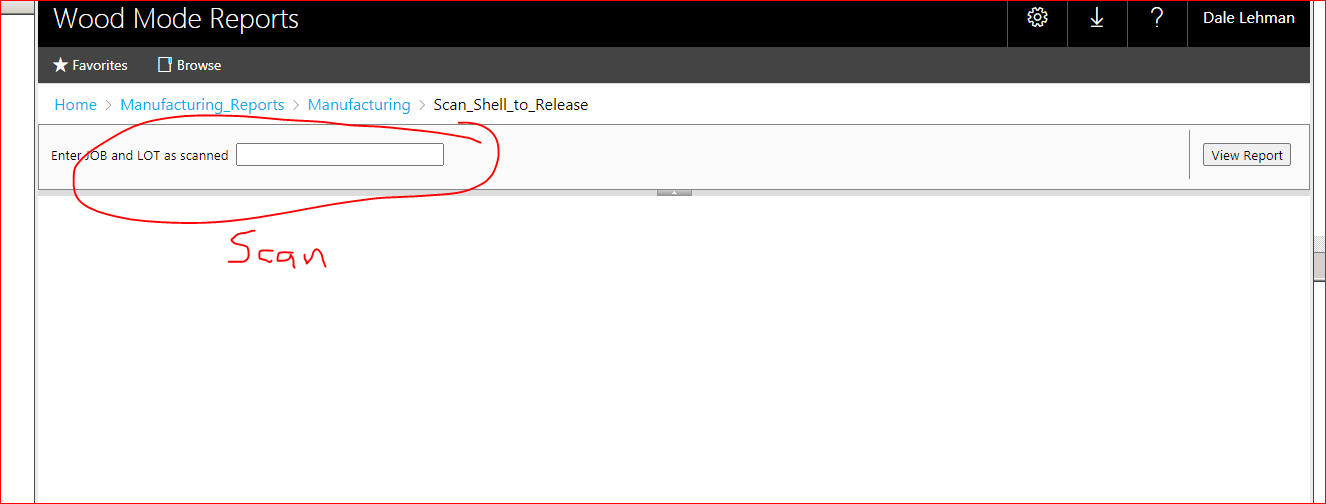 Wood Mode Reports
? Dale Lehman
Favorites Browse
Home > Manufacturing_Reports > Manufacturing > Scan_Shell_to_Release
Enter JOB and LOT as scanned View Report
Scan